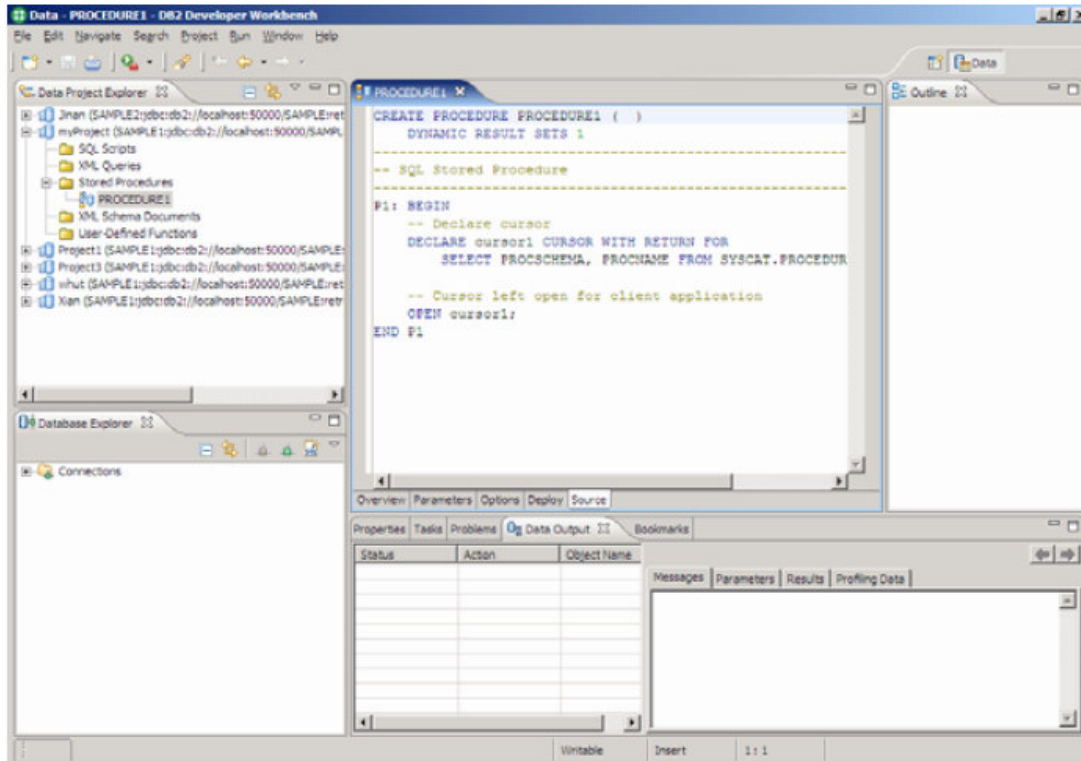 Data - PROCEDURE1 - DB2 Developer Workbench
File Edit Navigate Search Project Run Window Help
Data
Data Project Explorer
Jinan (SAMPLE2:jdbc:db2://localhost:50000/SAMPLE:ret
myProject (SAMPLE1:jdbc:db2://localhost:50000/SAMPL
SQL Scripts
XML Queries
Stored Procedures
PROCEDURE1
XML Schema Documents
User-Defined Functions
Project1 (SAMPLE1:jdbc:db2://localhost:50000/SAMPLE:
Project3 (SAMPLE1:jdbc:db2://localhost:50000/SAMPLE:
whut (SAMPLE1:jdbc:db2://localhost:50000/SAMPLE:ret
Xian (SAMPLE1:jdbc:db2://localhost:50000/SAMPLE:retr
Database Explorer
Connections
PROCEDURE1
CREATE PROCEDURE PROCEDURE1 ( )
DYNAMIC RESULT SETS 1
------------------------------------------------------------------------
-- SQL Stored Procedure
------------------------------------------------------------------------
P1: BEGIN
-- Declare cursor
DECLARE cursor1 CURSOR WITH RETURN FOR
SELECT PROCSCHEMA, PROCNAME FROM SYSCAT.PROCEDUR
-- Cursor left open for client application
OPEN cursor1;
END P1
Overview Parameters Options Deploy Source
Outline
Properties Tasks Problems Data Output Bookmarks
Status Action Object Name
Messages Parameters Results Profiling Data
Writable Insert 1 : 1